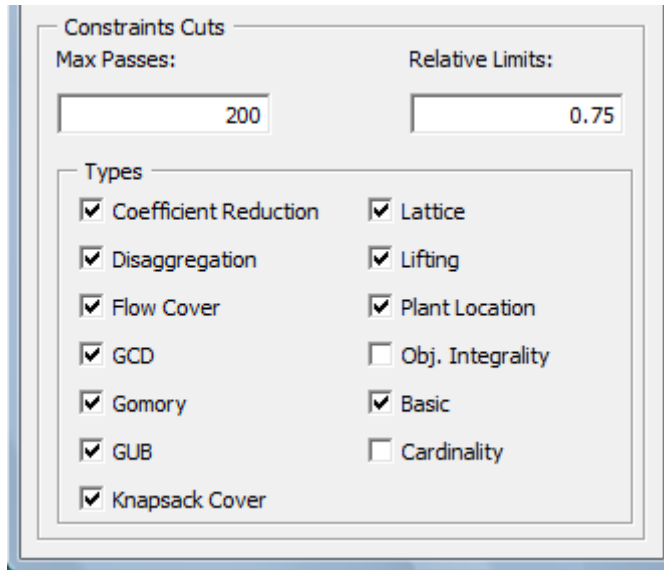 Constraints Cuts
Max Passes: Relative Limits:
200 0.75
Types
Coefficient Reduction Lattice
Disaggregation Lifting
Flow Cover Plant Location
GCD Obj. Integrality
Gomory Basic
GUB Cardinality
Knapsack Cover